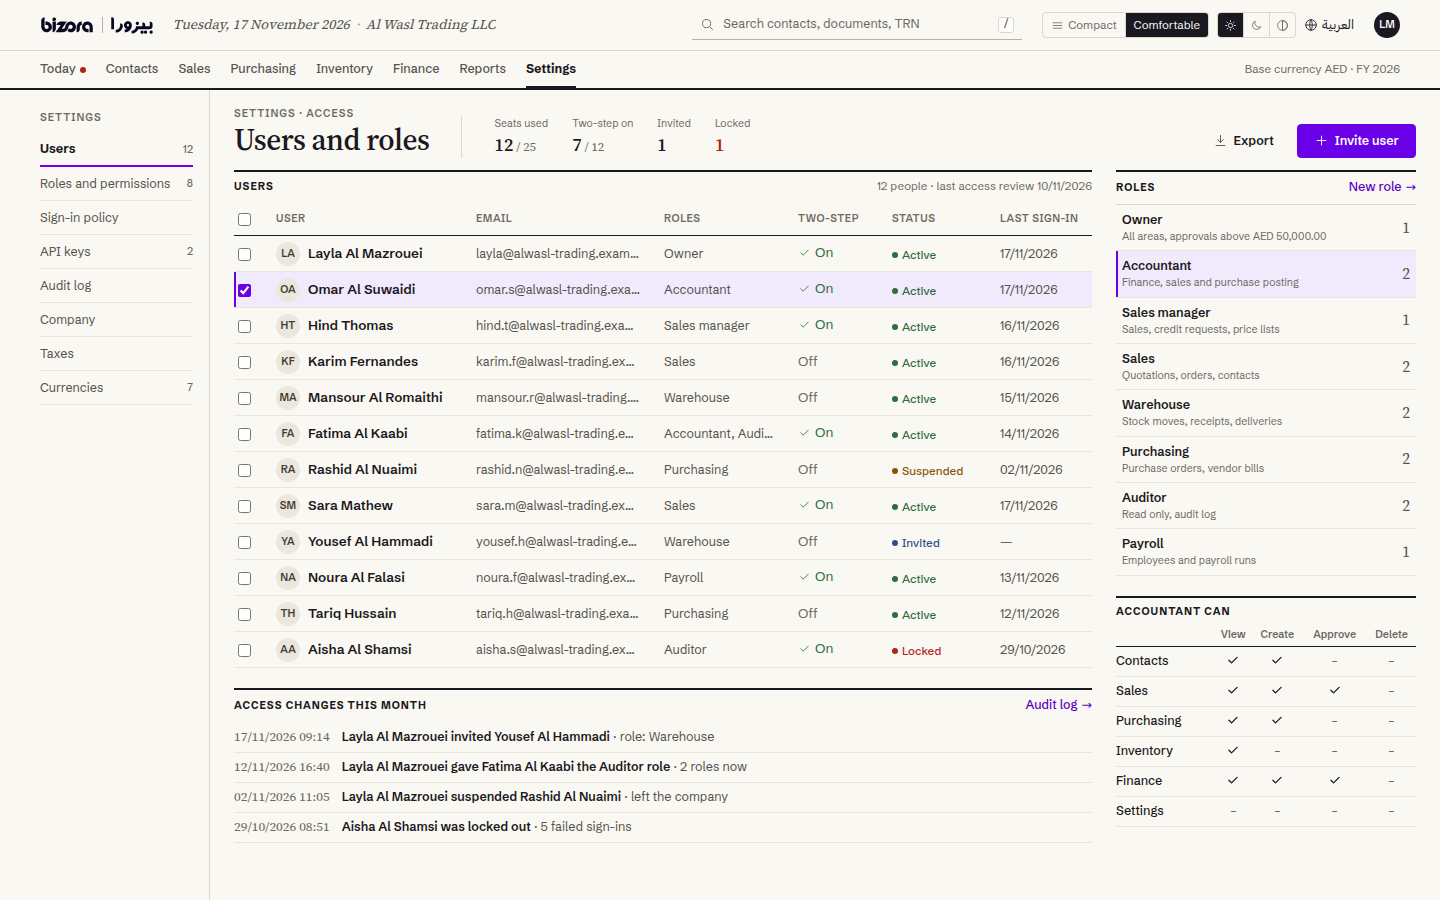 bizora | بيزورا
Tuesday, 17 November 2026 · Al Wasl Trading LLC
Search contacts, documents, TRN /
Compact Comfortable
العربية
LM
Today Contacts Sales Purchasing Inventory Finance Reports Settings
Base currency AED · FY 2026
SETTINGS
Users 12
Roles and permissions 8
Sign-in policy
API keys 2
Audit log
Company
Taxes
Currencies 7
SETTINGS · ACCESS
Users and roles
Seats used Two-step on Invited Locked
12 / 25 7 / 12 1 1
Export
Invite user
USERS
12 people · last access review 10/11/2026
USER EMAIL ROLES TWO-STEP STATUS LAST SIGN-IN
LA Layla Al Mazrouei layla@alwasl-trading.exam... Owner On Active 17/11/2026
OA Omar Al Suwaidi omar.s@alwasl-trading.exa... Accountant On Active 17/11/2026
HT Hind Thomas hind.t@alwasl-trading.exa... Sales manager On Active 16/11/2026
KF Karim Fernandes karim.f@alwasl-trading.ex... Sales Off Active 16/11/2026
MA Mansour Al Romaithi mansour.r@alwasl-trading.... Warehouse Off Active 15/11/2026
FA Fatima Al Kaabi fatima.k@alwasl-trading.e... Accountant, Audi... On Active 14/11/2026
RA Rashid Al Nuaimi rashid.n@alwasl-trading.e... Purchasing Off Suspended 02/11/2026
SM Sara Mathew sara.m@alwasl-trading.ex... Sales On Active 17/11/2026
YA Yousef Al Hammadi yousef.h@alwasl-trading.e... Warehouse Off Invited —
NA Noura Al Falasi noura.f@alwasl-trading.ex... Payroll On Active 13/11/2026
TH Tariq Hussain tariq.h@alwasl-trading.exa... Purchasing Off Active 12/11/2026
AA Aisha Al Shamsi aisha.s@alwasl-trading.ex... Auditor On Locked 29/10/2026
ACCESS CHANGES THIS MONTH
Audit log →
17/11/2026 09:14 Layla Al Mazrouei invited Yousef Al Hammadi · role: Warehouse
12/11/2026 16:40 Layla Al Mazrouei gave Fatima Al Kaabi the Auditor role · 2 roles now
02/11/2026 11:05 Layla Al Mazrouei suspended Rashid Al Nuaimi · left the company
29/10/2026 08:51 Aisha Al Shamsi was locked out · 5 failed sign-ins
ROLES
New role →
Owner 1
All areas, approvals above AED 50,000.00
Accountant 2
Finance, sales and purchase posting
Sales manager 1
Sales, credit requests, price lists
Sales 2
Quotations, orders, contacts
Warehouse 2
Stock moves, receipts, deliveries
Purchasing 2
Purchase orders, vendor bills
Auditor 2
Read only, audit log
Payroll 1
Employees and payroll runs
ACCOUNTANT CAN
View Create Approve Delete
Contacts ✓ ✓ – –
Sales ✓ ✓ ✓ –
Purchasing ✓ ✓ – –
Inventory ✓ – – –
Finance ✓ ✓ ✓ –
Settings – – – –